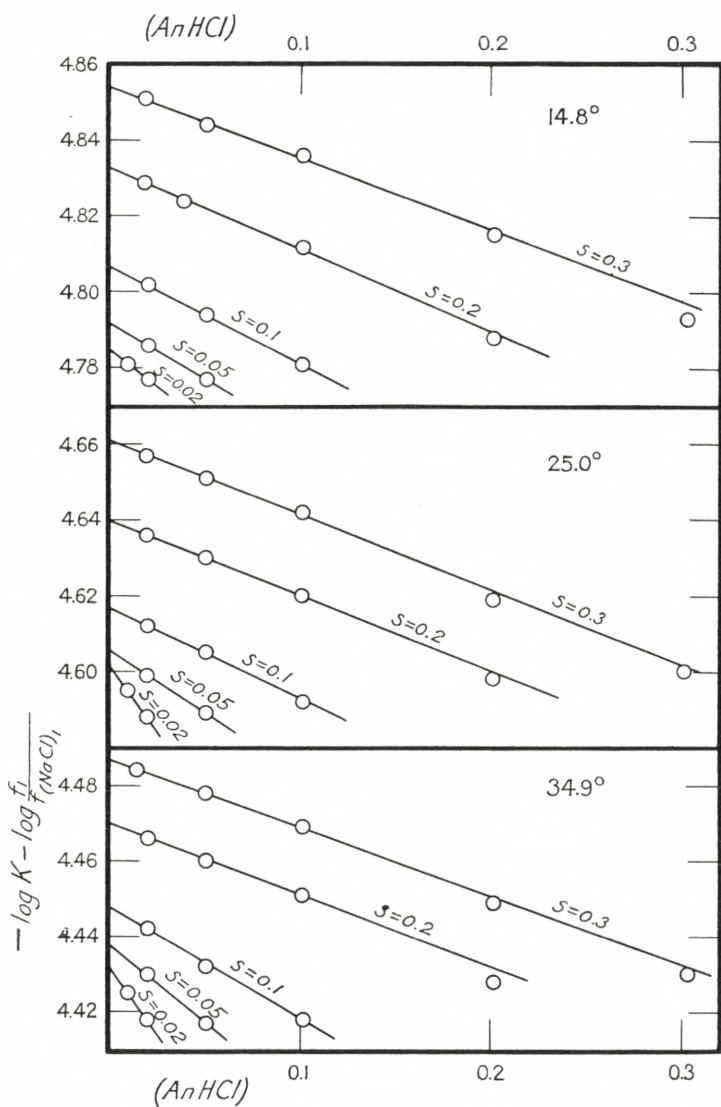 (AnHCl)
0.1 0.2 0.3
4.86
14.8°
4.84
4.82
S=0.3
4.80
S=0.2
S=0.1
4.78
S=0.05
S=0.02
4.66
25.0°
4.64
4.62
S=0.3
S=0.2
4.60
S=0.1
S=0.05
S=0.02
— log K – log f₁ / f(NaCl)₁
4.48
34.9°
4.46
4.44
S=0.3
S=0.2
S=0.1
4.42
S=0.05
S=0.02
0.1 0.2 0.3
(AnHCl)